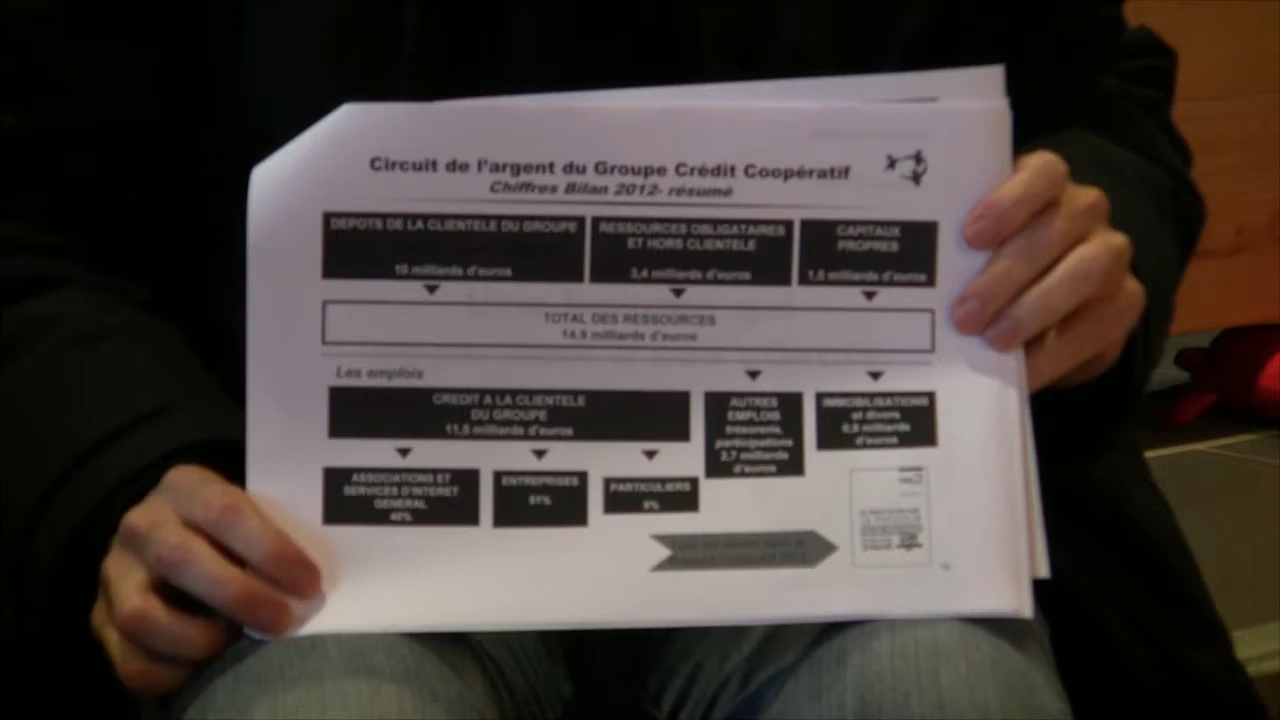 Circuit de l'argent du Groupe Crédit Coopératif
Chiffres Bilan 2012- résumé
DEPOTS DE LA CLIENTELE DU GROUPE
10 milliards d'euros
RESSOURCES OBLIGATAIRES
ET HORS CLIENTELE
3,4 milliards d'euros
CAPITAUX
PROPRES
1,5 milliards d'euros
TOTAL DES RESSOURCES
14,9 milliards d'euros
Les emplois
CREDIT A LA CLIENTELE
DU GROUPE
11,5 milliards d'euros
AUTRES
EMPLOIS
trésorerie,
participations
2,7 milliards
d'euros
IMMOBILISATIONS
et divers
milliards
d'euros
ASSOCIATIONS ET
SERVICES D'INTERET
GENERAL
ENTREPRISES
51%
PARTICULIERS